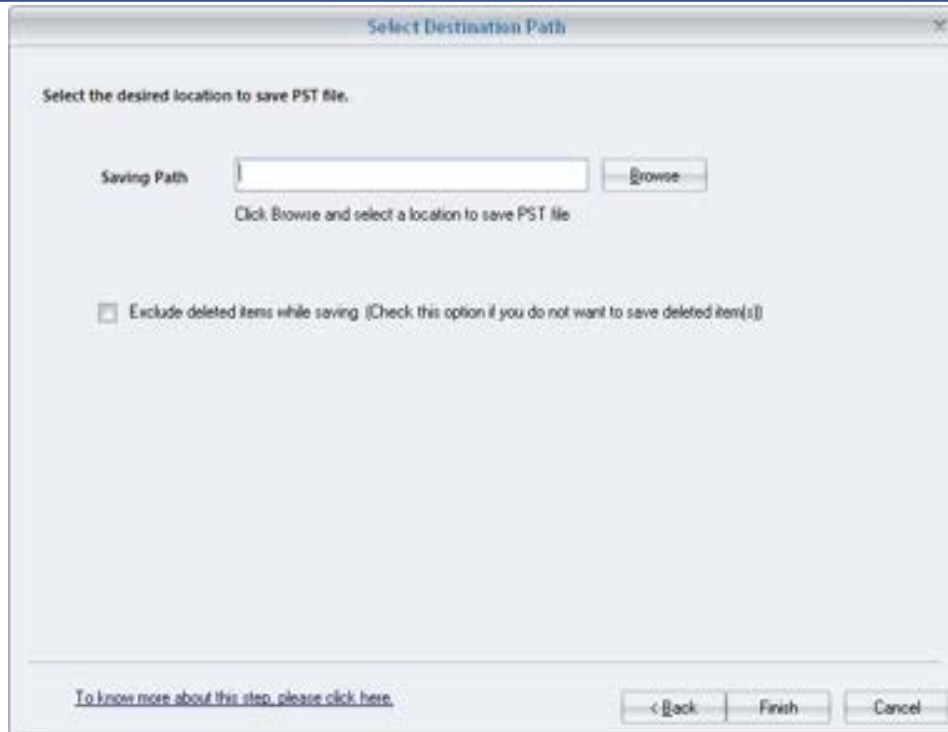 Select Destination Path
Select the desired location to save PST file.
Saving Path
Browse
Click Browse and select a location to save PST file
Exclude deleted items while saving (Check this option if you do not want to save deleted item(s))
To know more about this step, please click here.
< Back
Finish
Cancel